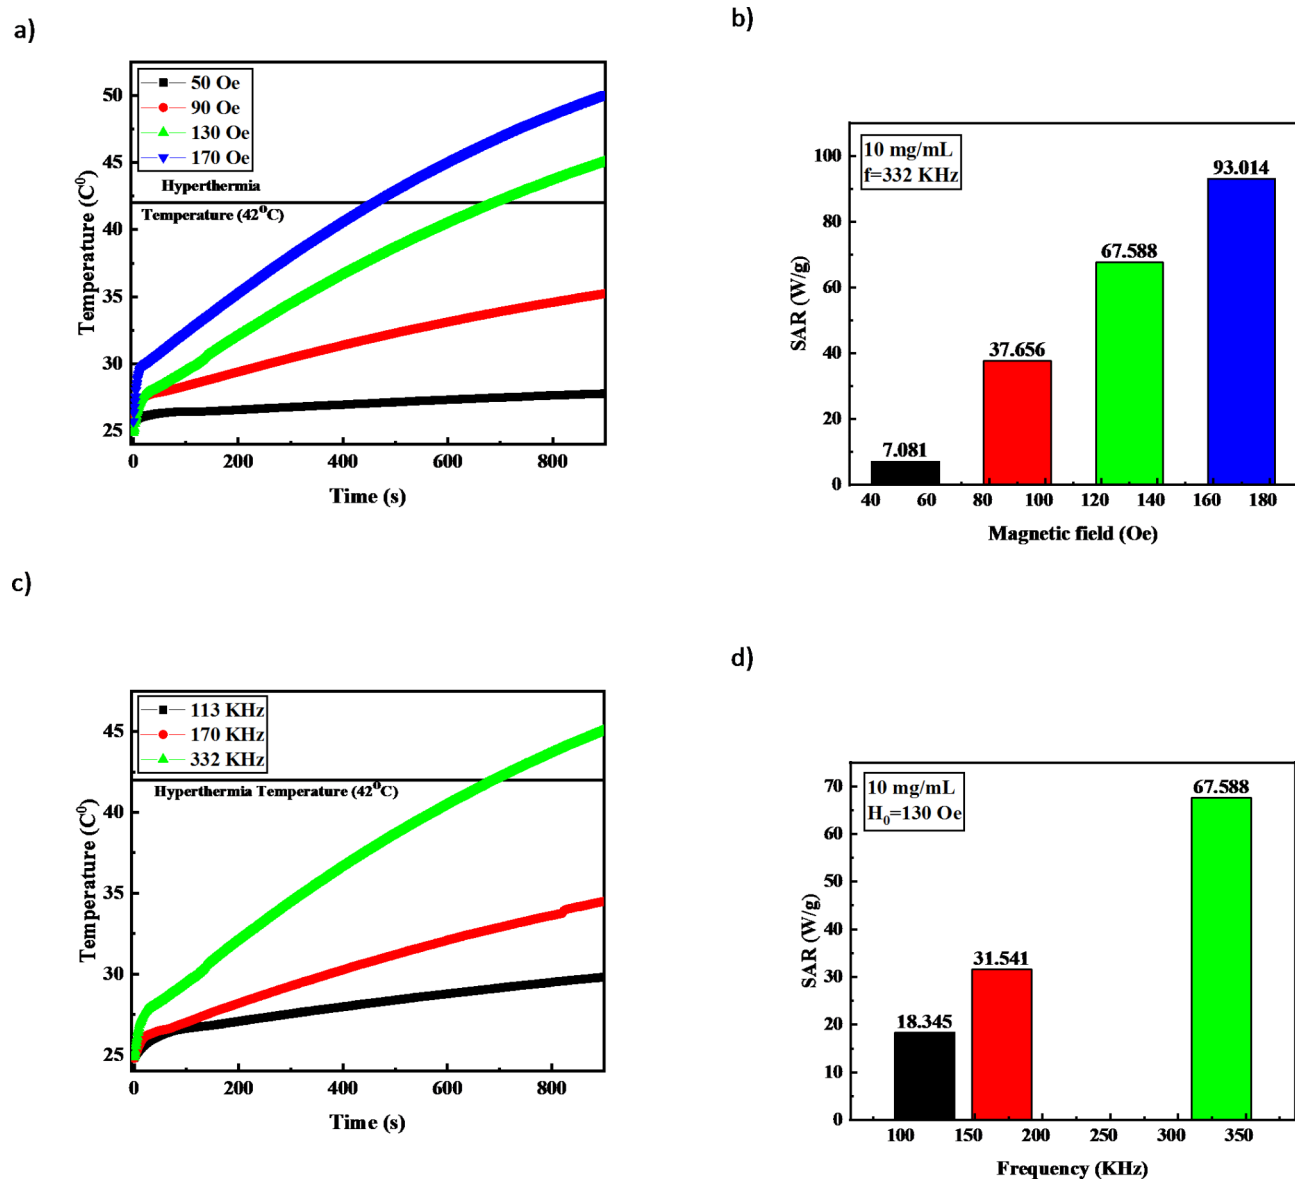 a)
50 Oe
90 Oe
130 Oe
170 Oe
Hyperthermia
Temperature (42⁰C)
50
45
40
35
30
25
0
200
400
600
800
Temperature (C⁰)
Time (s)
b)
10 mg/mL
f=332 KHz
7.081
37.656
67.588
93.014
100
80
60
40
20
0
40
60
80
100
120
140
160
180
SAR (W/g)
Magnetic field (Oe)
c)
113 KHz
170 KHz
332 KHz
Hyperthermia Temperature (42⁰C)
45
40
35
30
25
0
200
400
600
800
Temperature (C⁰)
Time (s)
d)
10 mg/mL
H₀=130 Oe
18.345
31.541
67.588
70
60
50
40
30
20
10
0
100
150
200
250
300
350
SAR (W/g)
Frequency (KHz)